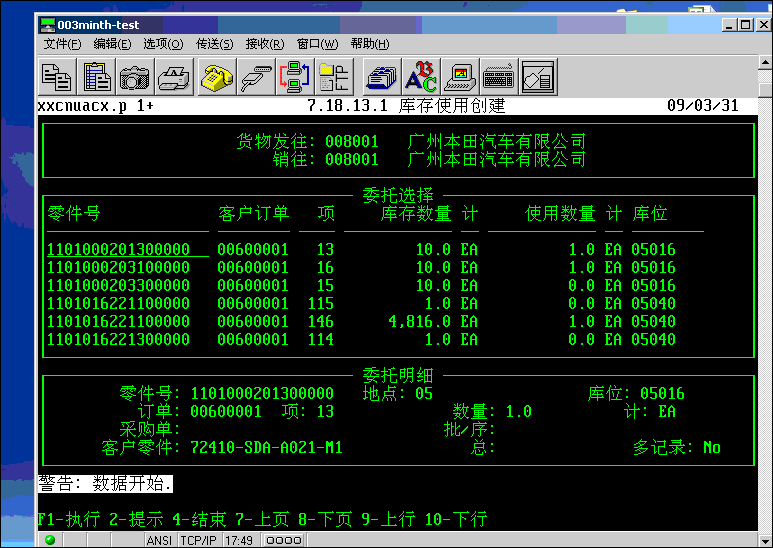 003minth-test
文件(F) 编辑(E) 选项(O) 传送(S) 接收(R) 窗口(W) 帮助(H)
xxcnuacx.p 1+ 7.18.13.1 库存使用创建 09/03/31
货物发往: 008001 广州本田汽车有限公司
销往: 008001 广州本田汽车有限公司
委托选择
零件号 客户订单 项 库存数量 计 使用数量 计 库位
1101000201300000 00600001 13 10.0 EA 1.0 EA 05016
1101000203100000 00600001 16 10.0 EA 1.0 EA 05016
1101000203300000 00600001 15 10.0 EA 0.0 EA 05016
1101016221100000 00600001 115 1.0 EA 0.0 EA 05040
1101016221100000 00600001 146 4,816.0 EA 1.0 EA 05040
1101016221300000 00600001 114 1.0 EA 0.0 EA 05040
委托明细
零件号: 1101000201300000 地点: 05 库位: 05016
订单: 00600001 项: 13 数量: 1.0 计: EA
采购单: 批/序:
客户零件: 72410-SDA-A021-M1 总: 多记录: No
警告: 数据开始.
F1-执行 2-提示 4-结束 7-上页 8-下页 9-上行 10-下行
ANSI TCP/IP 17:49